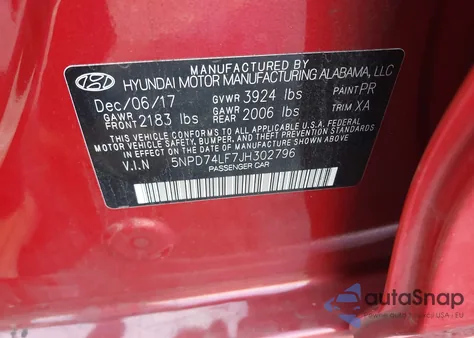 MANUFACTURED BY
HYUNDAI MOTOR MANUFACTURING ALABAMA, LLC
Dec/06/17 GVWR 3924 lbs PAINT PR
GAWR FRONT 2183 lbs GAWR REAR 2006 lbs TRIM XA
THIS VEHICLE CONFORMS TO ALL APPLICABLE FEDERAL
MOTOR VEHICLE SAFETY, BUMPER, AND THEFT PREVENTION
STANDARDS IN EFFECT ON THE DATE OF MANUFACTURE SHOWN ABOVE.
V.I.N 5NPD74LF7JH302796
PASSENGER CAR
autoSnap